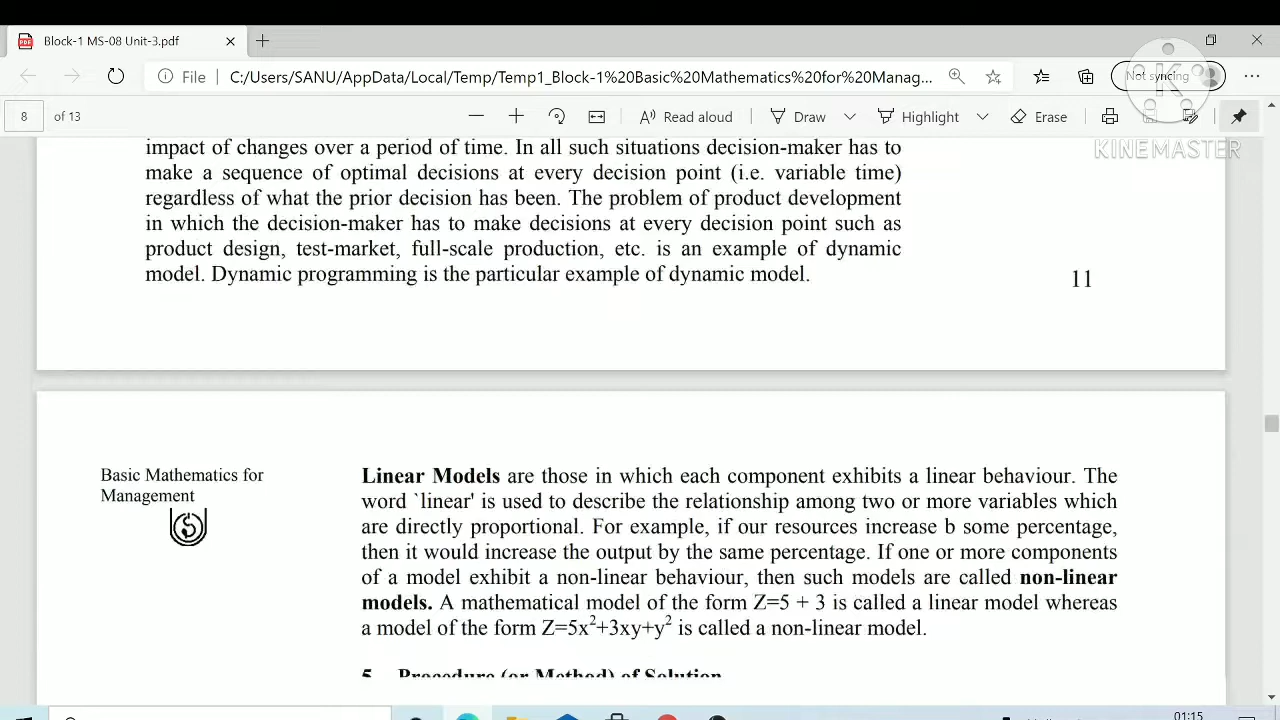 Block-1 MS-08 Unit-3.pdf
File
C:/Users/SANU/AppData/Local/Temp/Temp1_Block-1%20Basic%20Mathematics%20for%20Manag...
Not syncing
8 of 13
Read aloud
Draw
Highlight
Erase
KINEMASTER
impact of changes over a period of time. In all such situations decision-maker has to
make a sequence of optimal decisions at every decision point (i.e. variable time)
regardless of what the prior decision has been. The problem of product development
in which the decision-maker has to make decisions at every decision point such as
product design, test-market, full-scale production, etc. is an example of dynamic
model. Dynamic programming is the particular example of dynamic model.
11
Basic Mathematics for
Management
Linear Models are those in which each component exhibits a linear behaviour. The
word `linear' is used to describe the relationship among two or more variables which
are directly proportional. For example, if our resources increase b some percentage,
then it would increase the output by the same percentage. If one or more components
of a model exhibit a non-linear behaviour, then such models are called non-linear
models. A mathematical model of the form Z=5 + 3 is called a linear model whereas
a model of the form Z=5x²+3xy+y² is called a non-linear model.
5 Procedure (or Method) of Solution
01:15